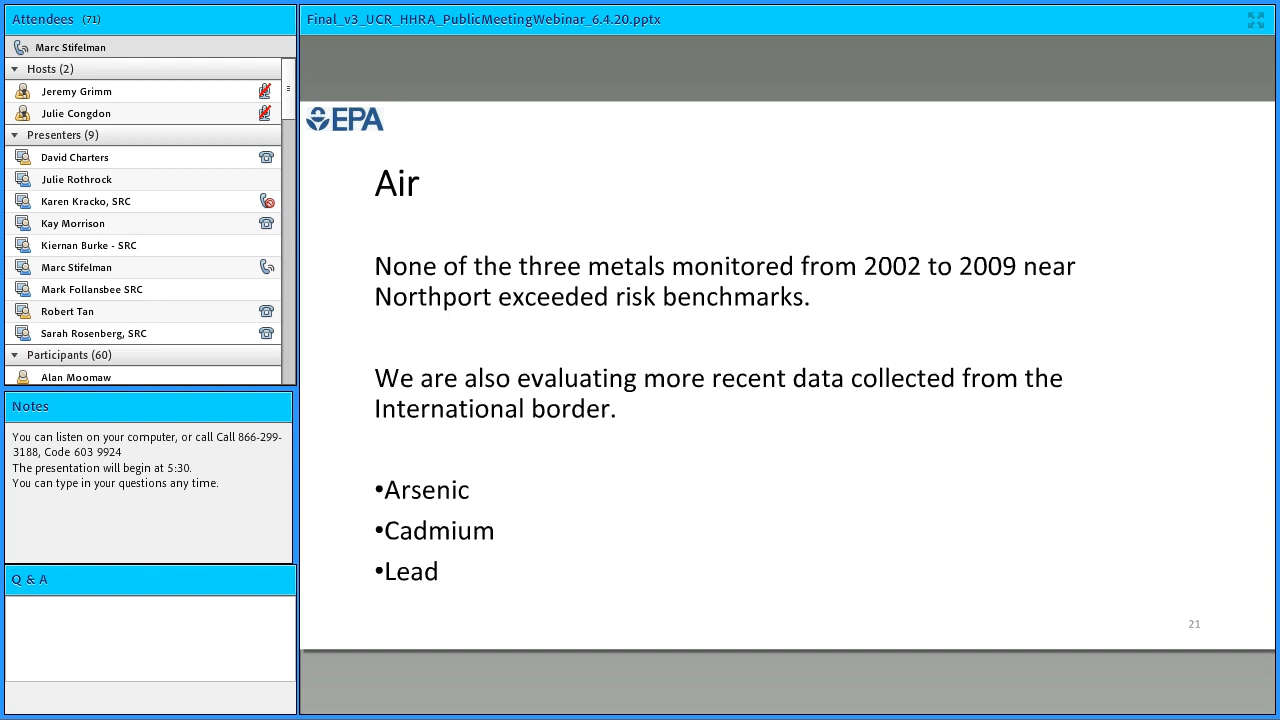 Attendees (71)
Marc Stifelman
Hosts (2)
Jeremy Grimm
Julie Congdon
Presenters (9)
David Charters
Julie Rothrock
Karen Kracko, SRC
Kay Morrison
Kiernan Burke - SRC
Marc Stifelman
Mark Follansbee SRC
Robert Tan
Sarah Rosenberg, SRC
Participants (60)
Alan Moomaw
Notes
You can listen on your computer, or call Call 866-299-
3188, Code 603 9924
The presentation will begin at 5:30.
You can type in your questions any time.
Q & A
Final_v3_UCR_HHRA_PublicMeetingWebinar_6.4.20.pptx
EPA
Air
None of the three metals monitored from 2002 to 2009 near
Northport exceeded risk benchmarks.
We are also evaluating more recent data collected from the
International border.
•Arsenic
•Cadmium
•Lead
21